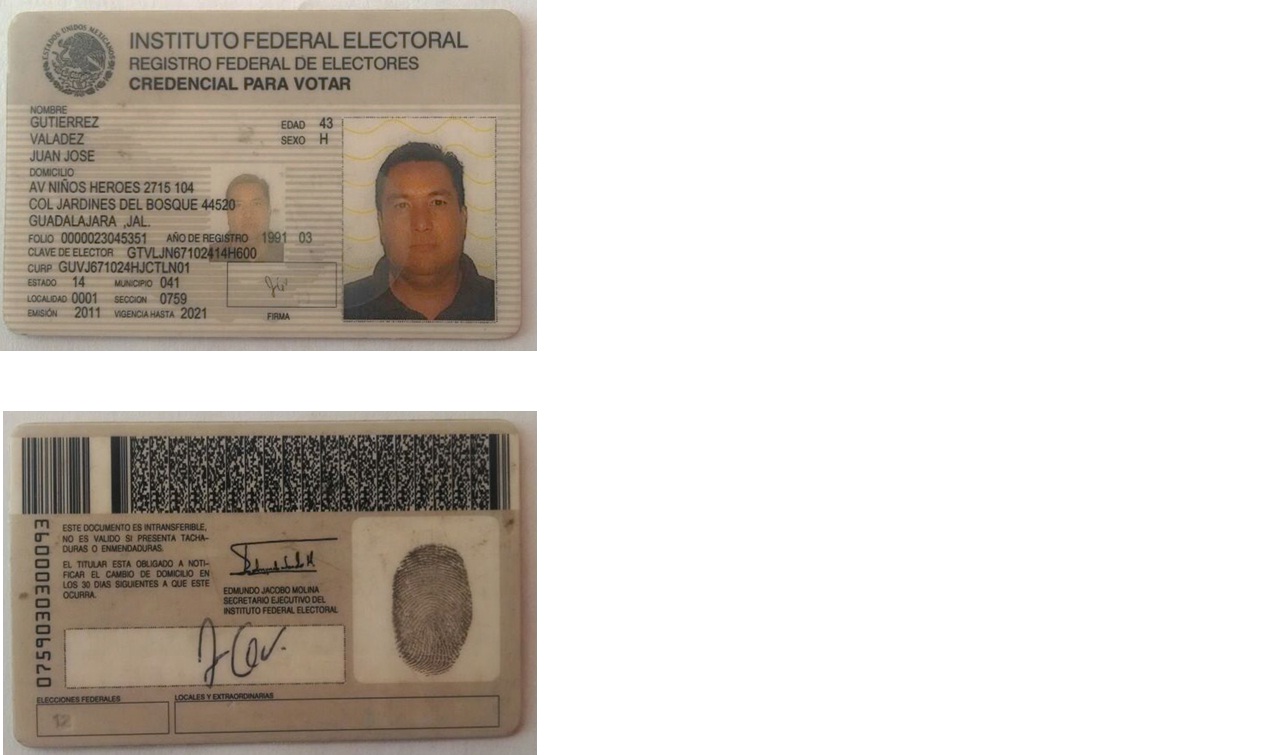 ESTADOS UNIDOS MEXICANOS
INSTITUTO FEDERAL ELECTORAL
REGISTRO FEDERAL DE ELECTORES
CREDENCIAL PARA VOTAR
NOMBRE
GUTIERREZ
VALADEZ
JUAN JOSE
EDAD 43
SEXO H
DOMICILIO
AV NIÑOS HEROES 2715 104
COL JARDINES DEL BOSQUE 44520
GUADALAJARA ,JAL.
FOLIO 0000023045351 AÑO DE REGISTRO 1991 03
CLAVE DE ELECTOR GTVLJN67102414H600
CURP GUVJ671024HJCTLN01
ESTADO 14 MUNICIPIO 041
LOCALIDAD 0001 SECCION 0759
EMISIÓN 2011 VIGENCIA HASTA 2021
FIRMA
ESTE DOCUMENTO ES INTRANSFERIBLE,
NO ES VALIDO SI PRESENTA TACHA-
DURAS O ENMENDADURAS.
EL TITULAR ESTA OBLIGADO A NOTI-
FICAR EL CAMBIO DE DOMICILIO EN
LOS 30 DIAS SIGUIENTES A QUE ESTE
OCURRA.
EDMUNDO JACOBO MOLINA
SECRETARIO EJECUTIVO DEL
INSTITUTO FEDERAL ELECTORAL
ELECCIONES FEDERALES
LOCALES Y EXTRAORDINARIAS
12